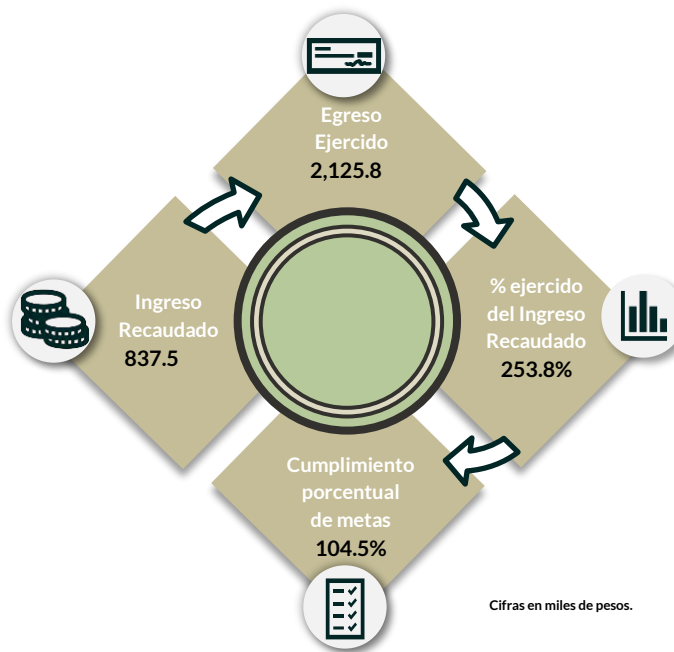 Egreso
Ejercido
2,125.8
Ingreso
Recaudado
837.5
% ejercido
del Ingreso
Recaudado
253.8%
Cumplimiento
porcentual
de metas
104.5%
Cifras en miles de pesos.